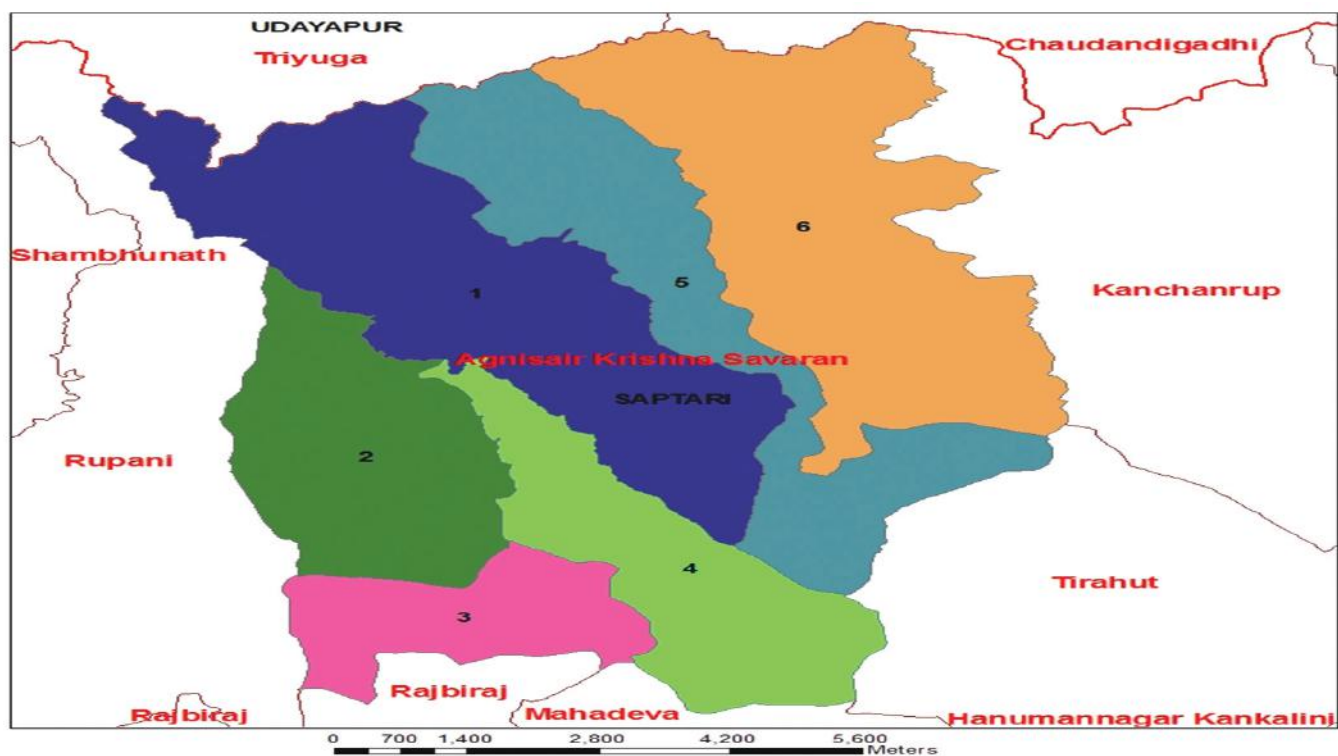 UDAYAPUR
Triyuga
Chaudandigadhi
6
Shambhunath
5
1
Kanchanrup
Agnisair Krishna Savaran
SAPTARI
2
Rupani
4
Tirahut
3
Rajbiraj
Rajbiraj
Mahadeva
Hanumannagar Kankalini
0 700 1,400 2,800 4,200 5,600
Meters